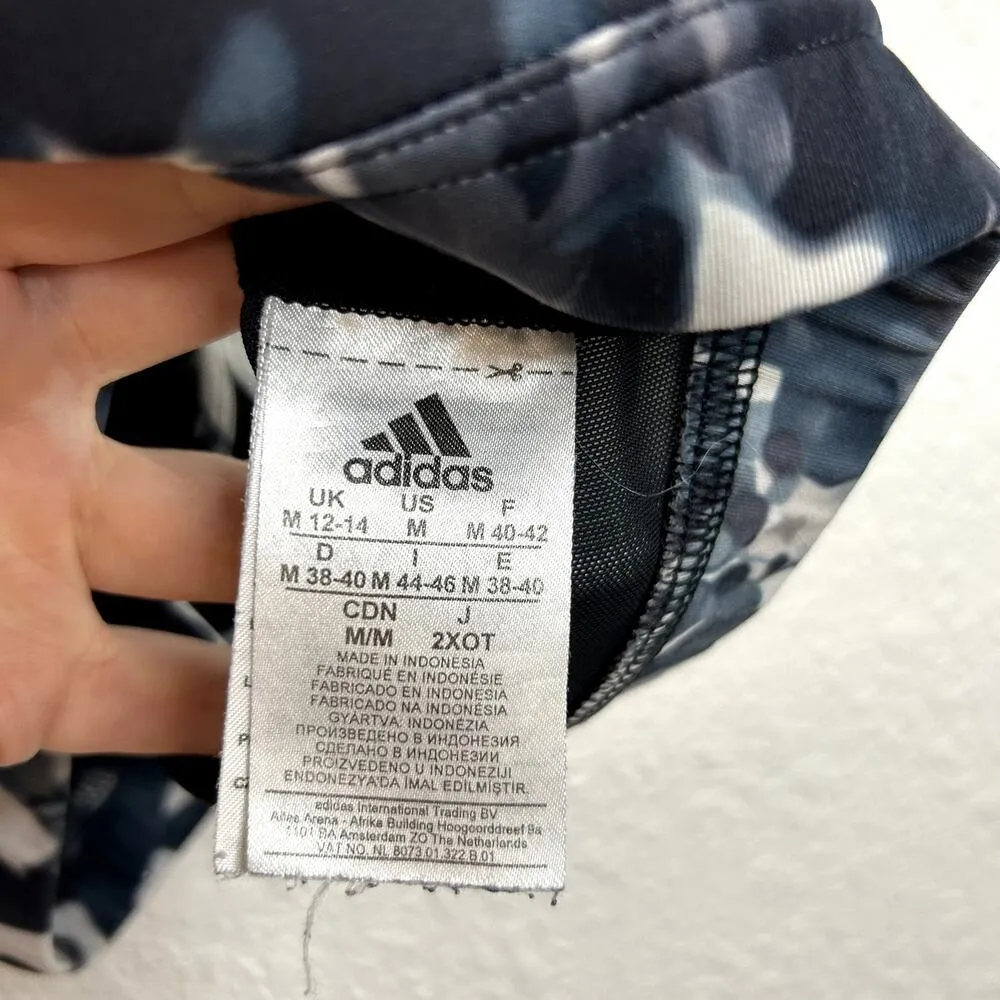 adidas
UK US F
M 12-14 M M 40-42
D I E
M 38-40 M 44-46 M 38-40
CDN J
M/M 2XOT
MADE IN INDONESIA
FABRIQUÉ EN INDONÉSIE
FABRICADO EN INDONESIA
FABRICADO NA INDONÉSIA
GYÁRTVA: INDONÉZIA
ПРОИЗВЕДЕНО В ИНДОНЕЗИЯ
СДЕЛАНО В ИНДОНЕЗИИ
PROIZVEDENO U INDONEZIJI
ENDONEZYA'DA İMAL EDİLMİŞTİR.
adidas International Trading BV
Atlas Arena - Afrika Building Hoogoorddreef 9a
1101 BA Amsterdam ZO The Netherlands
VAT NO. NL 8073.01.322.B.01